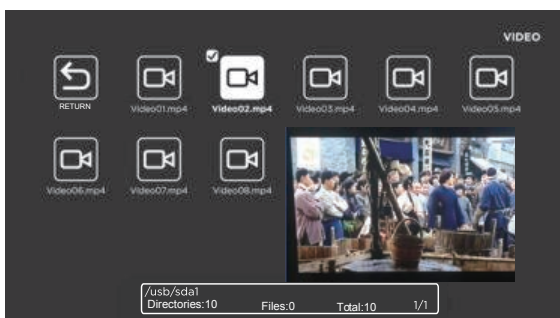 VIDEO
RETURN Video01.mp4 Video02.mp4 Video03.mp4 Video04.mp4 Video05.mp4
Video06.mp4 Video07.mp4 Video08.mp4
/usb/sda1
Directories:10 Files:0 Total:10 1/1